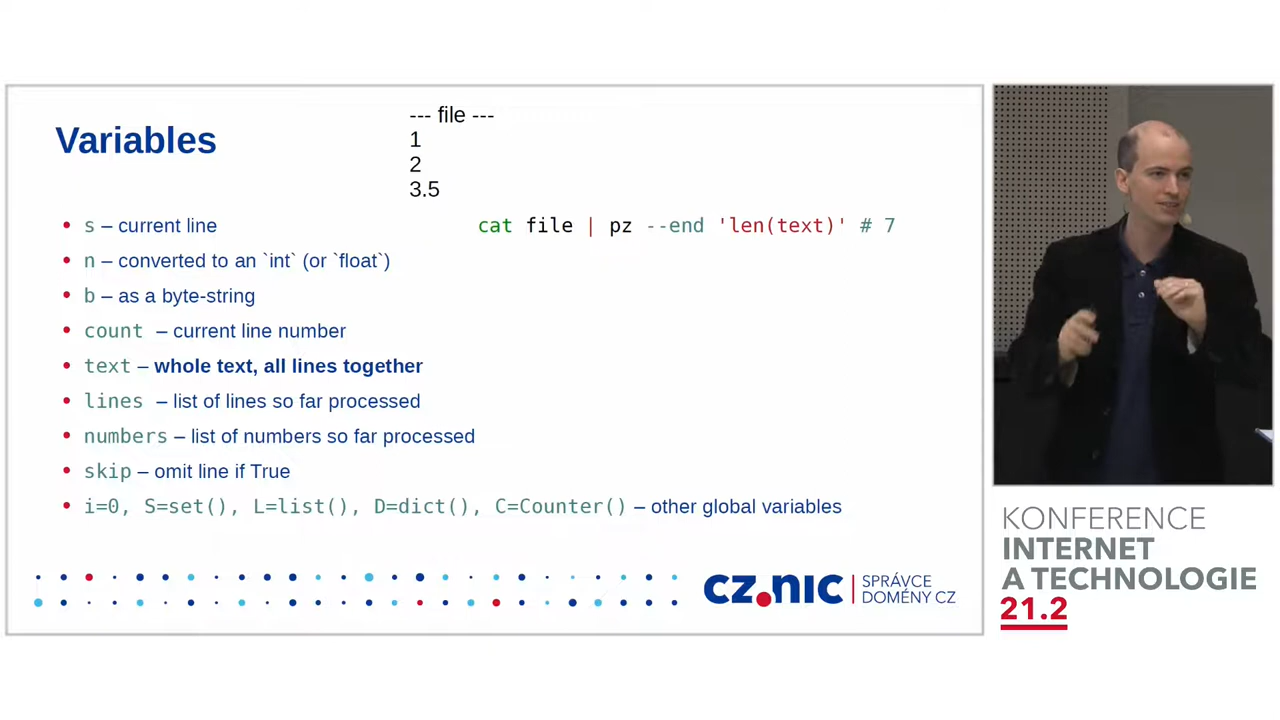 Variables
--- file ---
1
2
3.5
s – current line
cat file | pz --end 'len(text)' # 7
n – converted to an `int` (or `float`)
b – as a byte-string
count – current line number
text – whole text, all lines together
lines – list of lines so far processed
numbers – list of numbers so far processed
skip – omit line if True
i=0, S=set(), L=list(), D=dict(), C=Counter() – other global variables
cz.nic
SPRÁVCE
DOMÉNY CZ
KONFERENCE
INTERNET
A TECHNOLOGIE
21.2